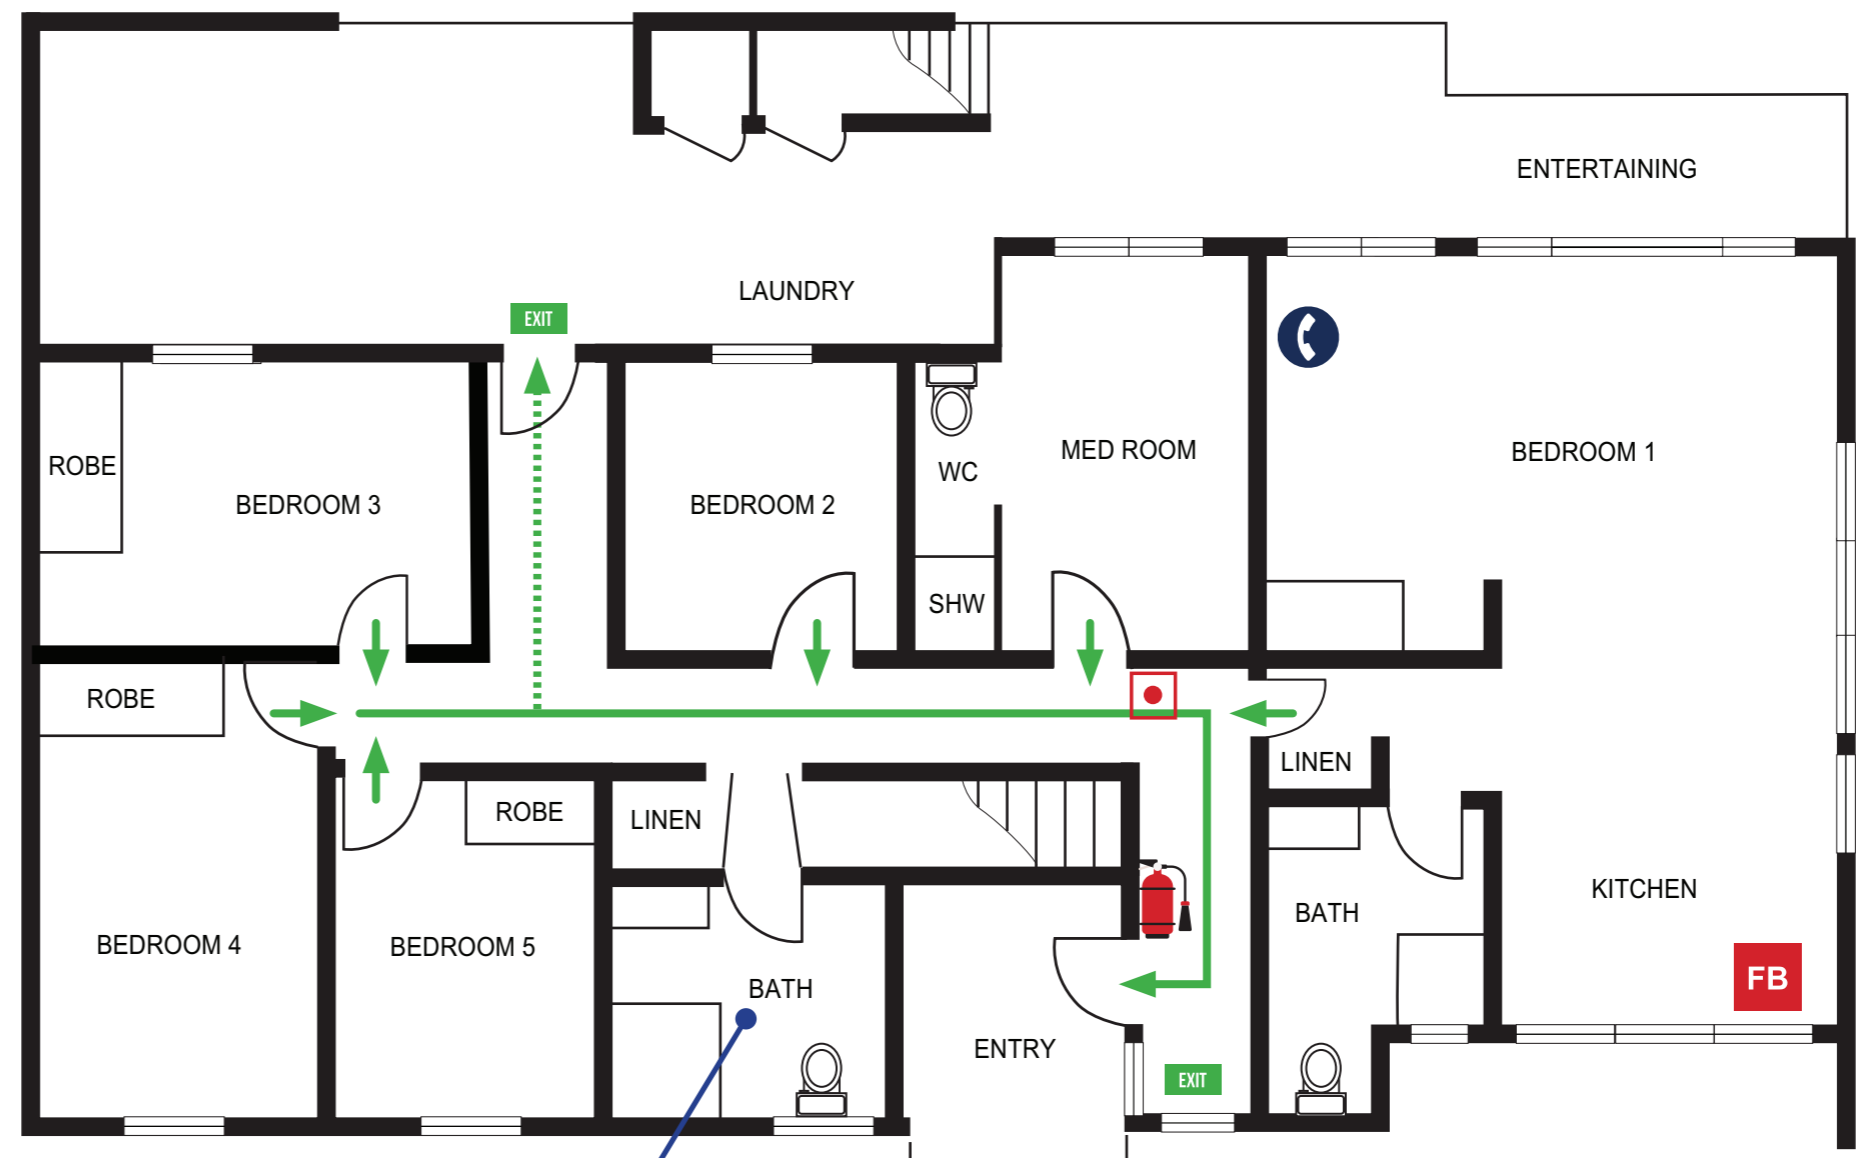 ENTERTAINING
LAUNDRY
EXIT
ROBE
BEDROOM 3
BEDROOM 2
WC
MED ROOM
BEDROOM 1
SHW
ROBE
LINEN
ROBE
LINEN
KITCHEN
BATH
BEDROOM 4
BEDROOM 5
BATH
FB
ENTRY
EXIT